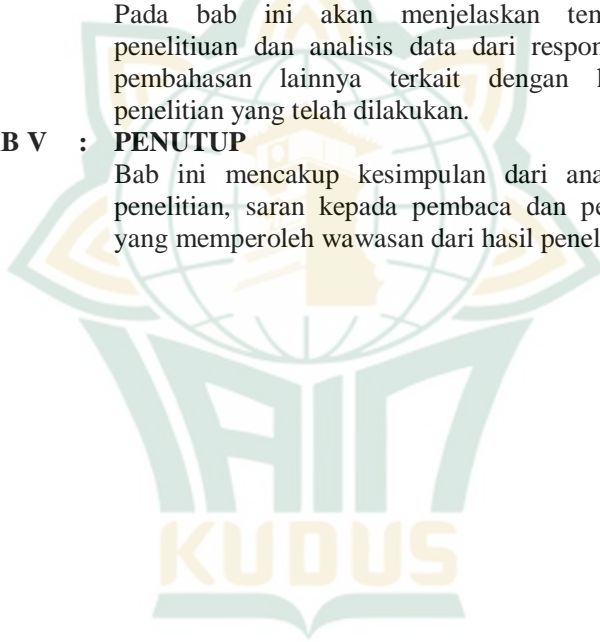 Pada bab ini akan menjelaskan ten
penelitiuan dan analisis data dari respon
pembahasan lainnya terkait dengan
penelitian yang telah dilakukan.
B V : PENUTUP
Bab ini mencakup kesimpulan dari ana
penelitian, saran kepada pembaca dan pe
yang memperoleh wawasan dari hasil penel
IAIN
KUDUS